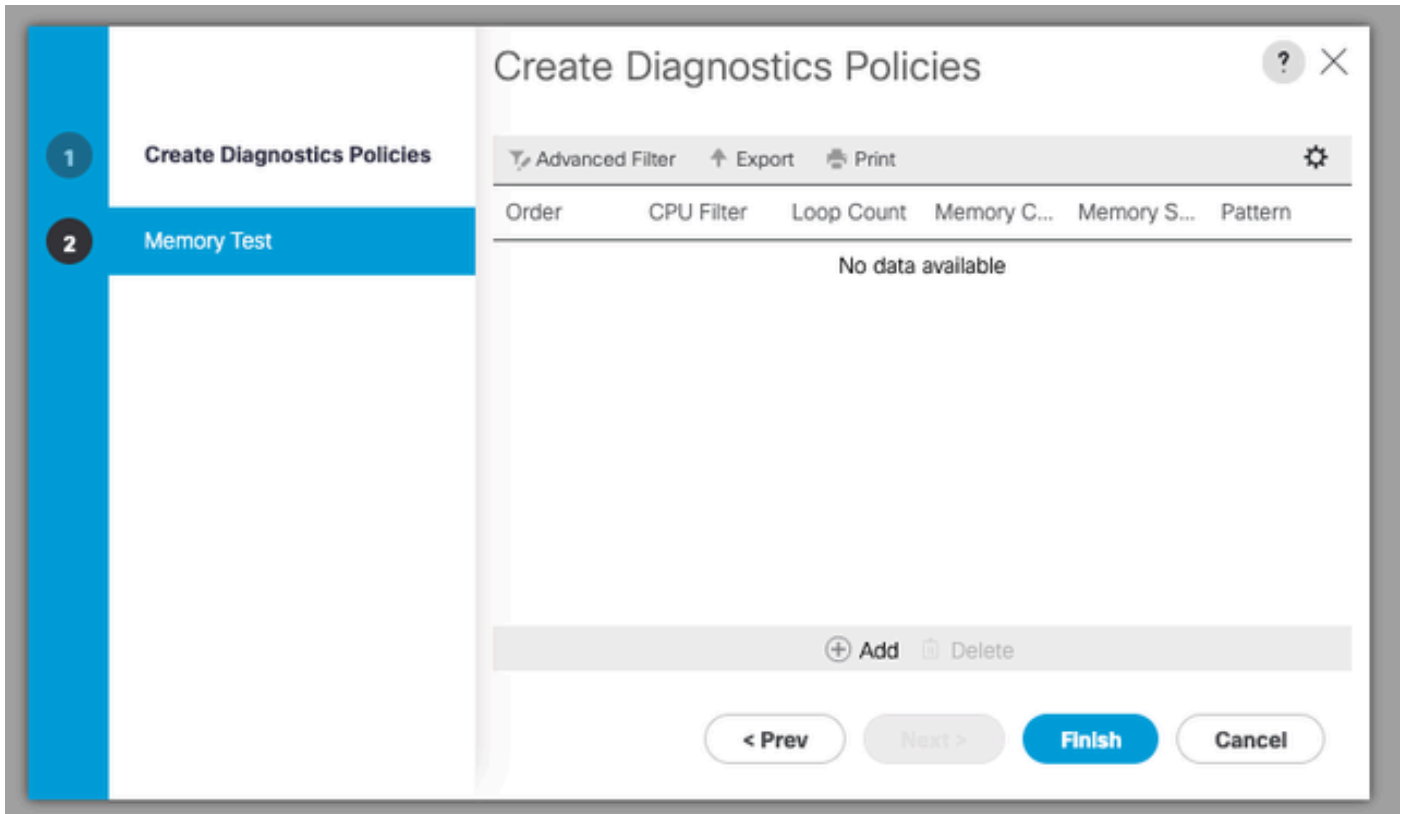 Create Diagnostics Policies
?
1 Create Diagnostics Policies
2 Memory Test
Advanced Filter Export Print
Order CPU Filter Loop Count Memory C... Memory S... Pattern
No data available
Add Delete
< Prev Next > Finish Cancel